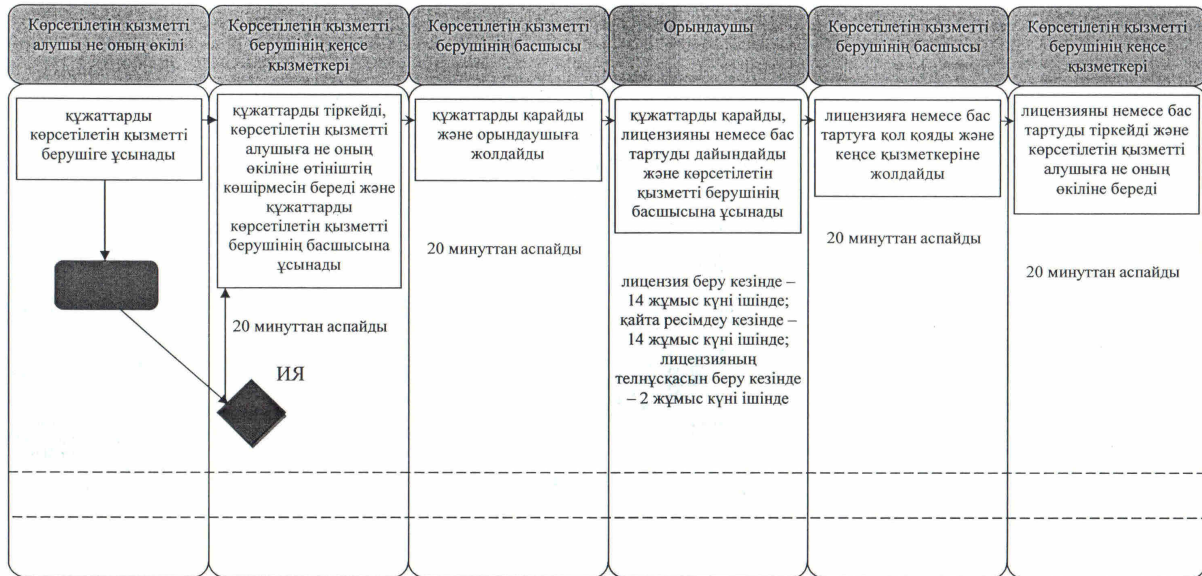 Көрсетілетін қызметті
алушы не оның өкілі
Көрсетілетін қызметті
берушінің кеңсе
қызметкері
Көрсетілетін қызметті
берушінің басшысы
Орындаушы
Көрсетілетін қызметті
берушінің басшысы
Көрсетілетін қызметті
берушінің кеңсе
қызметкері
құжаттарды
көрсетілетін қызметті
берушіге ұсынады
құжаттарды тіркейді,
көрсетілетін қызметті
алушыға не оның
өкіліне өтініштің
көшірмесін береді және
құжаттарды
көрсетілетін қызметті
берушінің басшысына
ұсынады
20 минуттан аспайды
ИЯ
құжаттарды қарайды
және орындаушыға
жолдайды
20 минуттан аспайды
құжаттарды қарайды,
лицензияны немесе бас
тартуды дайындайды
және көрсетілетін
қызметті берушінің
басшысына ұсынады
лицензия беру кезінде –
14 жұмыс күні ішінде;
қайта ресімдеу кезінде –
14 жұмыс күні ішінде;
лицензияның
телнұсқасын беру кезінде
– 2 жұмыс күні ішінде
лицензияға немесе бас
тартуға қол қояды және
кеңсе қызметкеріне
жолдайды
20 минуттан аспайды
лицензияны немесе бас
тартуды тіркейді және
көрсетілетін қызметті
алушыға не оның
өкіліне береді
20 минуттан аспайды